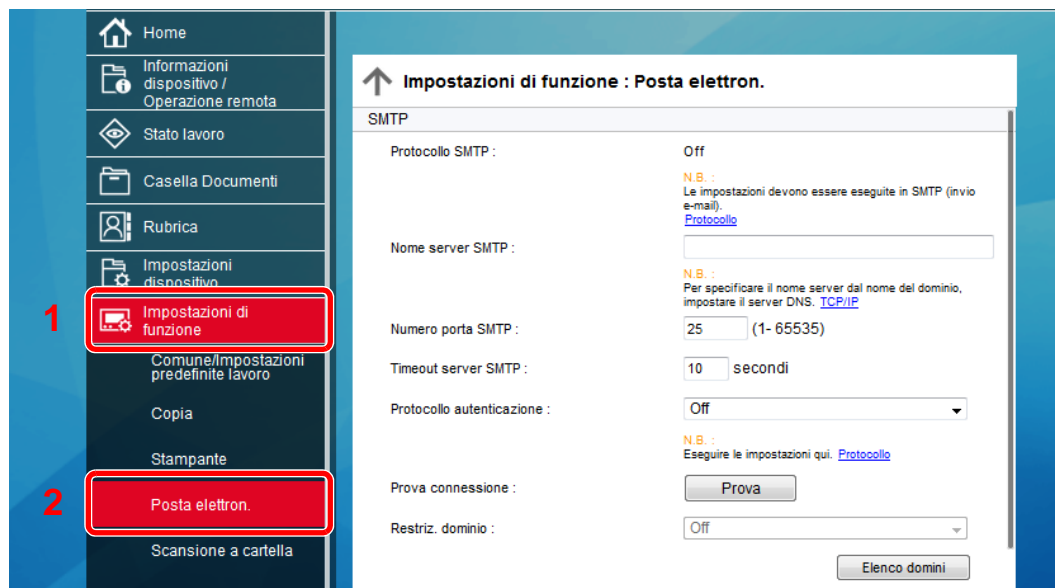 Home
Informazioni
dispositivo /
Operazione remota
Stato lavoro
Casella Documenti
Rubrica
Impostazioni
dispositivo
1
Impostazioni di
funzione
Comune/Impostazioni
predefinite lavoro
Copia
Stampante
2
Posta elettron.
Scansione a cartella
Impostazioni di funzione : Posta elettron.
SMTP
Protocollo SMTP : Off
N.B. :
Le impostazioni devono essere eseguite in SMTP (invio
e-mail).
Protocollo
Nome server SMTP :
N.B. :
Per specificare il nome server dal nome del dominio,
impostare il server DNS. TCP/IP
Numero porta SMTP : 25 (1- 65535)
Timeout server SMTP : 10 secondi
Protocollo autenticazione : Off
N.B. :
Eseguire le impostazioni qui. Protocollo
Prova connessione : Prova
Restriz. dominio : Off
Elenco domini